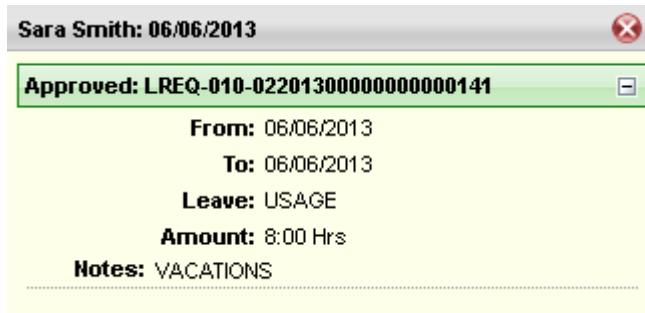 Sara Smith: 06/06/2013
Approved: LREQ-010-02201300000000000141
From: 06/06/2013
To: 06/06/2013
Leave: USAGE
Amount: 8:00 Hrs
Notes: VACATIONS